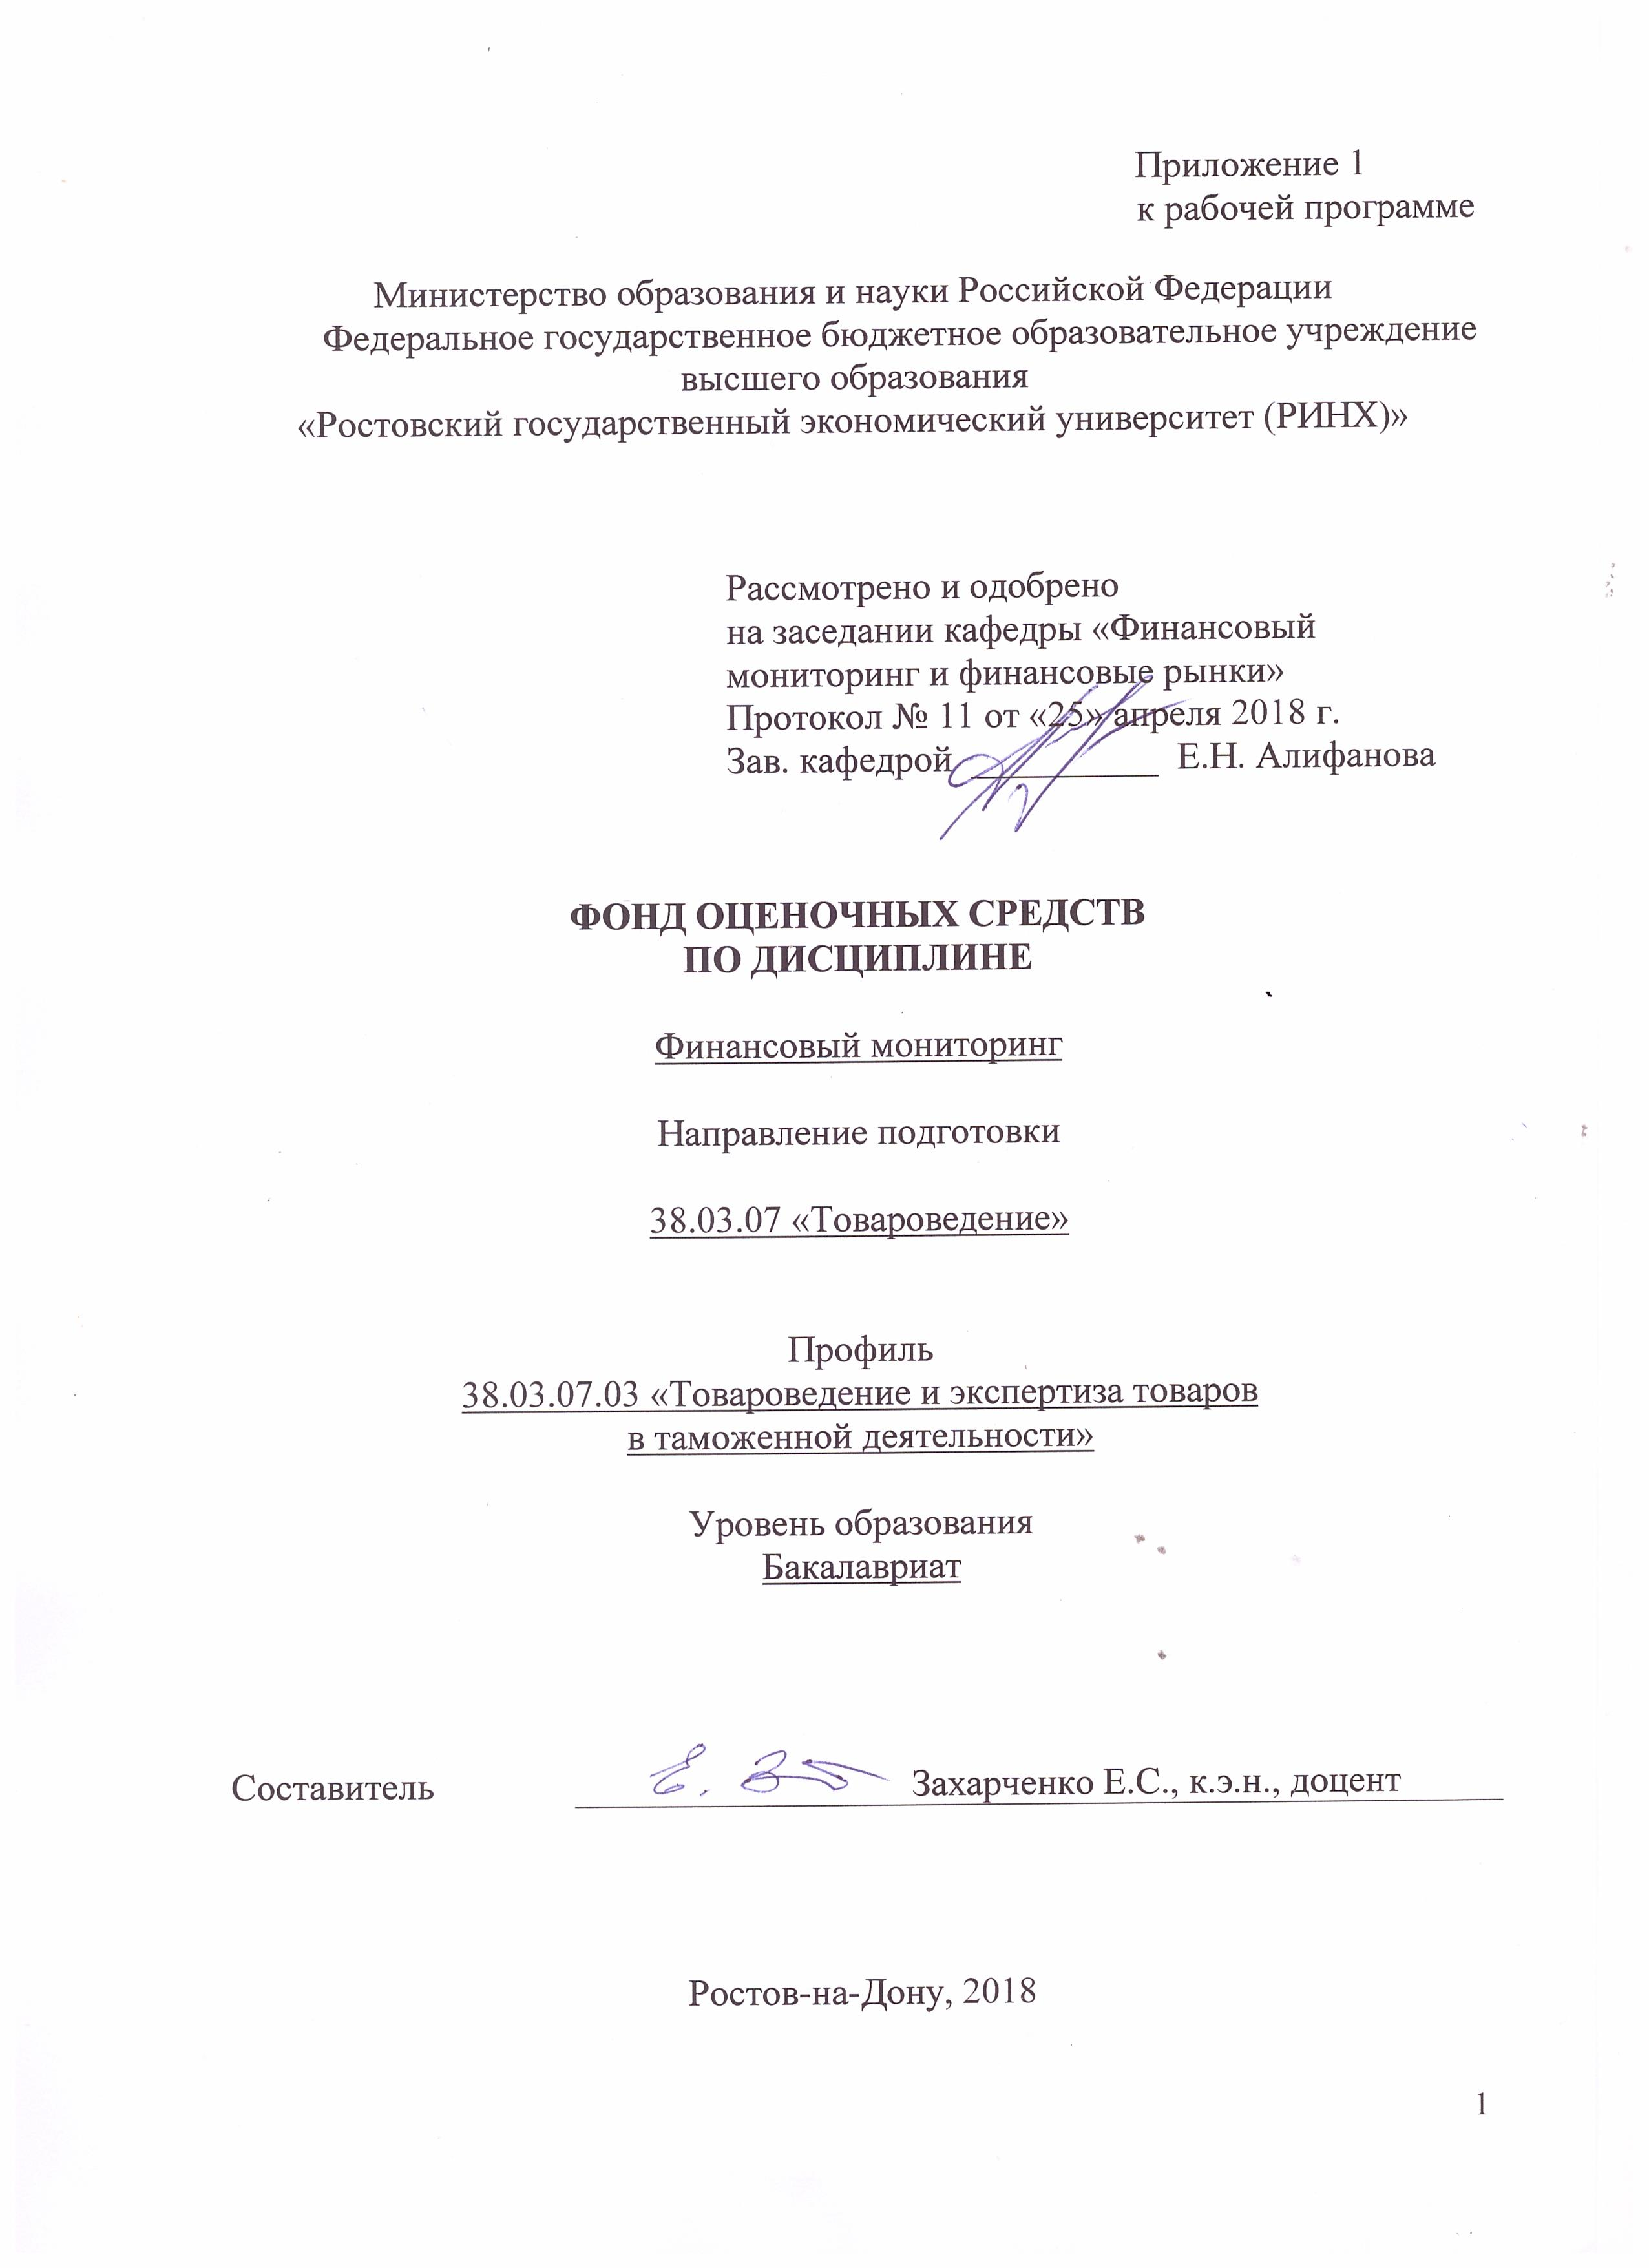 Приложение 1
к рабочей программе
Министерство образования и науки Российской Федерации
Федеральное государственное бюджетное образовательное учреждение
высшего образования
«Ростовский государственный экономический университет (РИНХ)»
Рассмотрено и одобрено
на заседании кафедры «Финансовый
мониторинг и финансовые рынки»
Протокол № 11 от «25» апреля 2018 г.
Зав. кафедрой __________ Е.Н. Алифанова
ФОНД ОЦЕНОЧНЫХ СРЕДСТВ
ПО ДИСЦИПЛИНЕ
Финансовый мониторинг
Направление подготовки
38.03.07 «Товароведение»
Профиль
38.03.07.03 «Товароведение и экспертиза товаров
в таможенной деятельности»
Уровень образования
Бакалавриат
Составитель Захарченко Е.С., к.э.н., доцент
Ростов-на-Дону, 2018
1